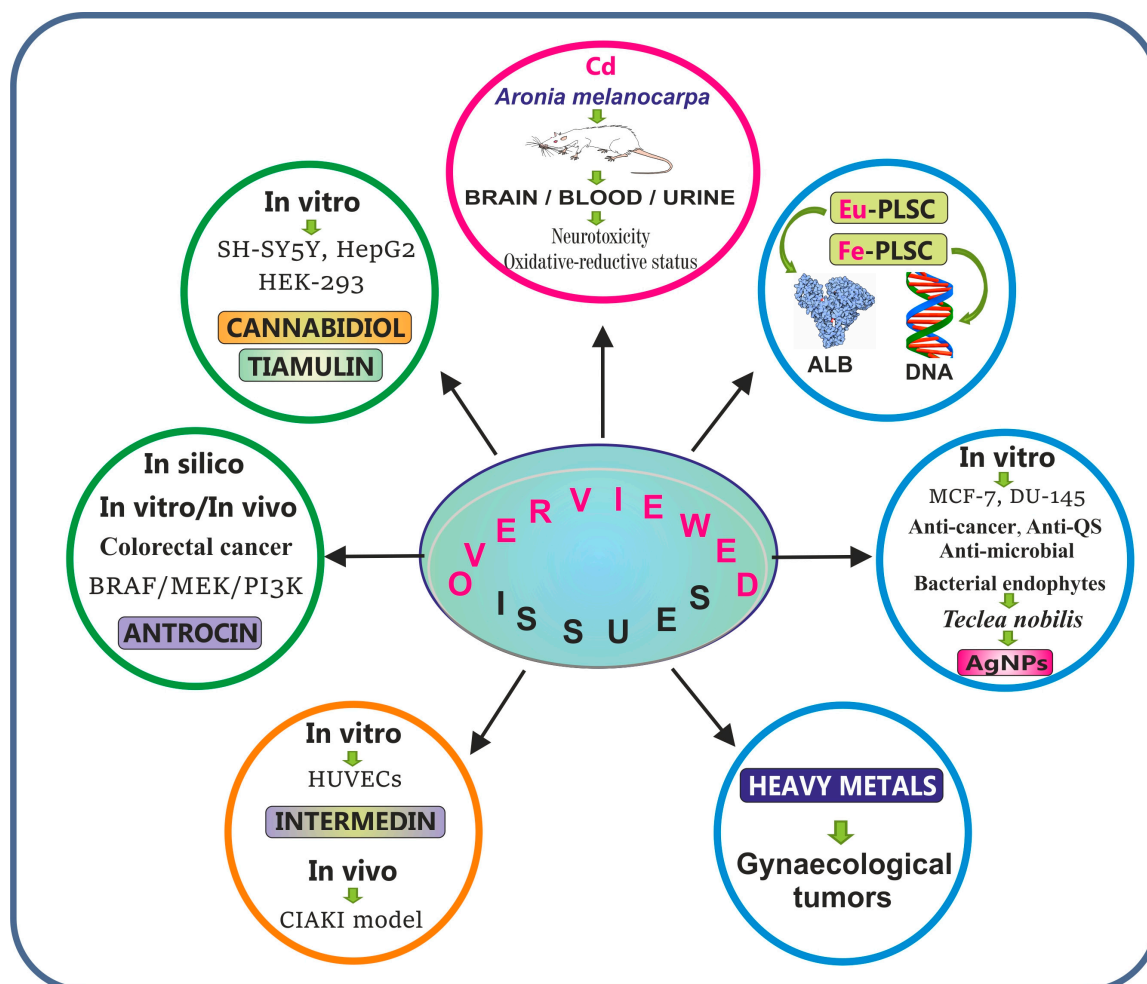 Cd
Aronia melanocarpa
BRAIN / BLOOD / URINE
Neurotoxicity
Oxidative-reductive status
In vitro
SH-SY5Y, HepG2
HEK-293
CANNABIDIOL
TIAMULIN
Eu-PLSC
Fe-PLSC
ALB
DNA
In silico
In vitro/In vivo
Colorectal cancer
BRAF/MEK/PI3K
ANTROCIN
OVERVIEWED
ISSUES
In vitro
MCF-7, DU-145
Anti-cancer, Anti-QS
Anti-microbial
Bacterial endophytes
Teclea nobilis
AgNPs
In vitro
HUVECs
INTERMEDIN
In vivo
CIAKI model
HEAVY METALS
Gynaecological
tumors